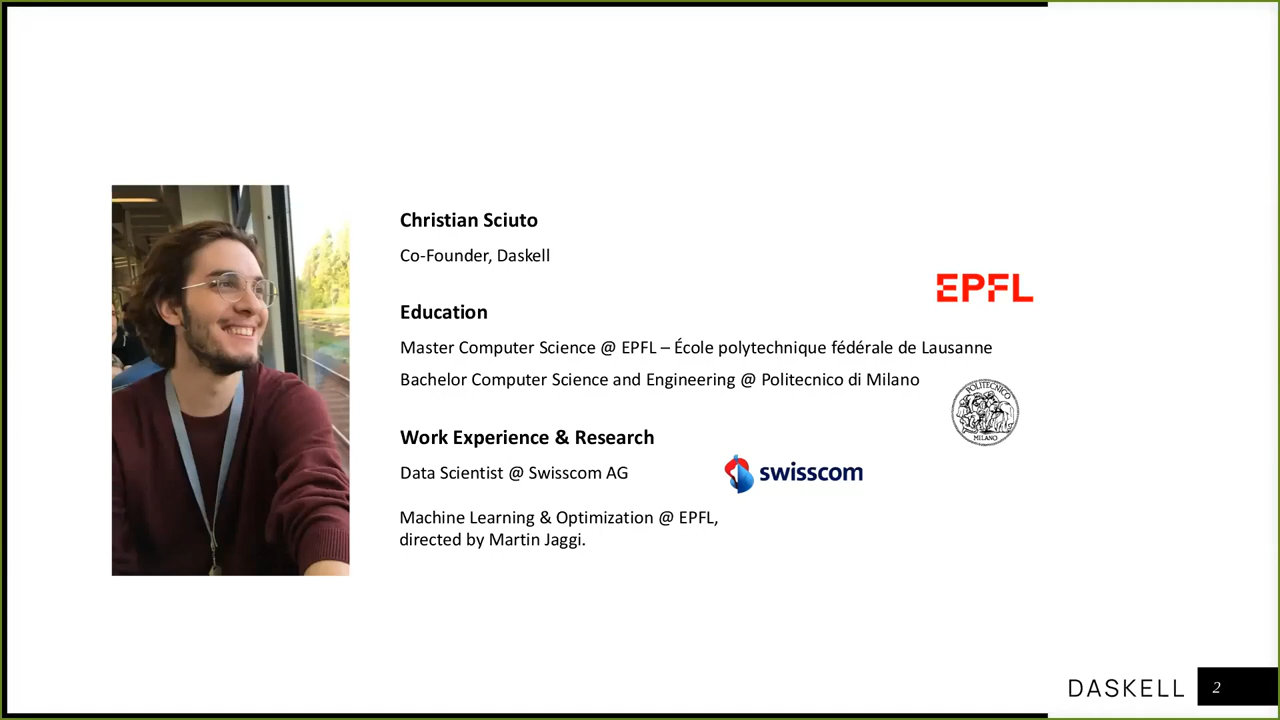 Christian Sciuto
Co-Founder, Daskell
EPFL
Education
Master Computer Science @ EPFL – École polytechnique fédérale de Lausanne
Bachelor Computer Science and Engineering @ Politecnico di Milano
POLITECNICO
MILANO
Work Experience & Research
Data Scientist @ Swisscom AG
swisscom
Machine Learning & Optimization @ EPFL,
directed by Martin Jaggi.
DASKELL
2